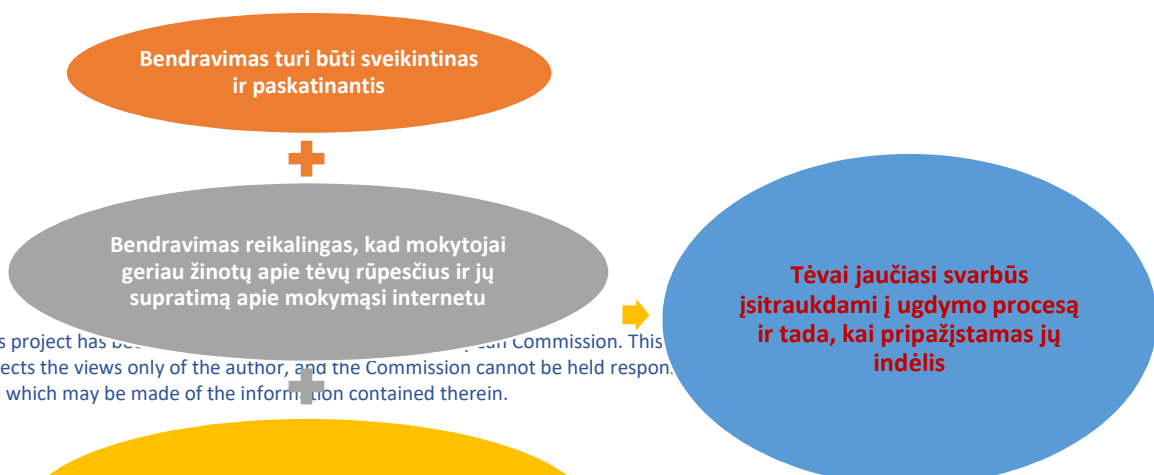 Bendravimas turi būti sveikintinas
ir paskatinantis
Bendravimas reikalingas, kad mokytojai
geriau žinotų apie tėvų rūpesčius ir jų
supratimą apie mokymąsi internetu
Tėvai jaučiasi svarbūs
įsitraukdami į ugdymo procesą
ir tada, kai pripažįstamas jų
indėlis
project has Commission. This
the views only of the author, and the Commission cannot be held
which may be made of the information contained therein.